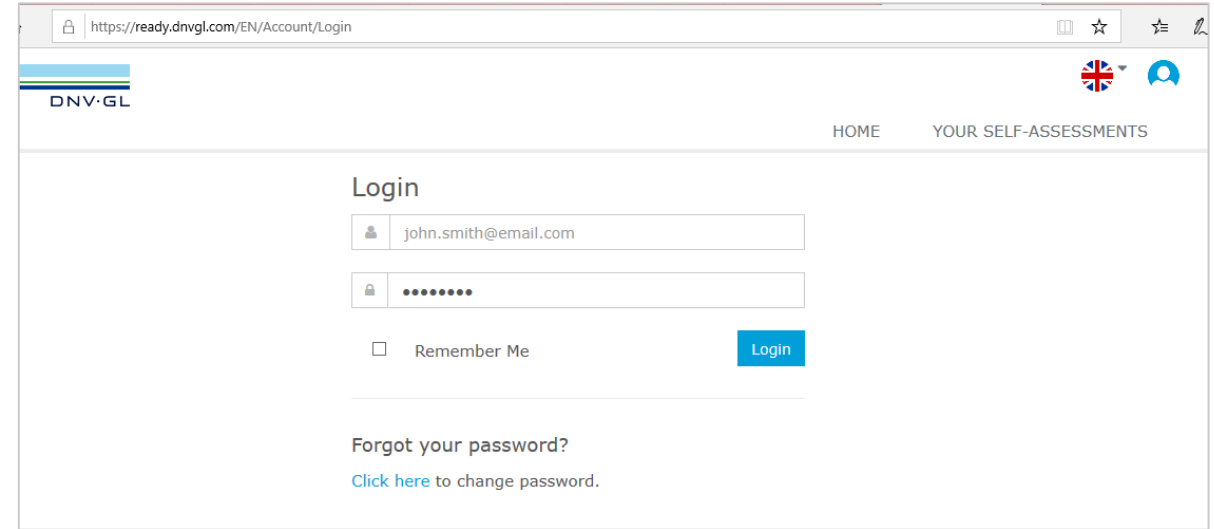 https://ready.dnvgl.com/EN/Account/Login
DNV·GL
HOME YOUR SELF-ASSESSMENTS
Login
john.smith@email.com
••••••••
Remember Me Login
Forgot your password?
Click here to change password.